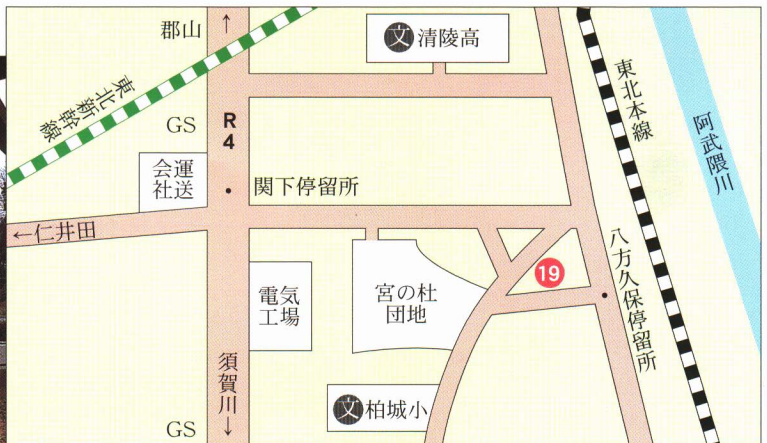 郡山
↑
文 清陵高
東北新幹線
GS
R4
東北本線
阿武隈川
運送
会社
関下停留所
←仁井田
八方久保停留所
19
電気
工場
宮の杜
団地
須賀川↓
文 柏城小
GS